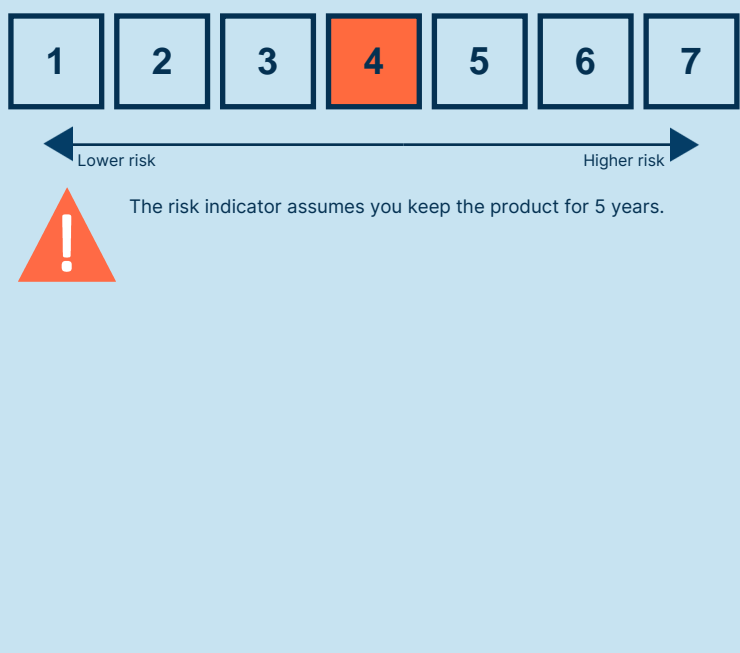 1 2 3 4 5 6 7
Lower risk Higher risk
The risk indicator assumes you keep the product for 5 years.
!